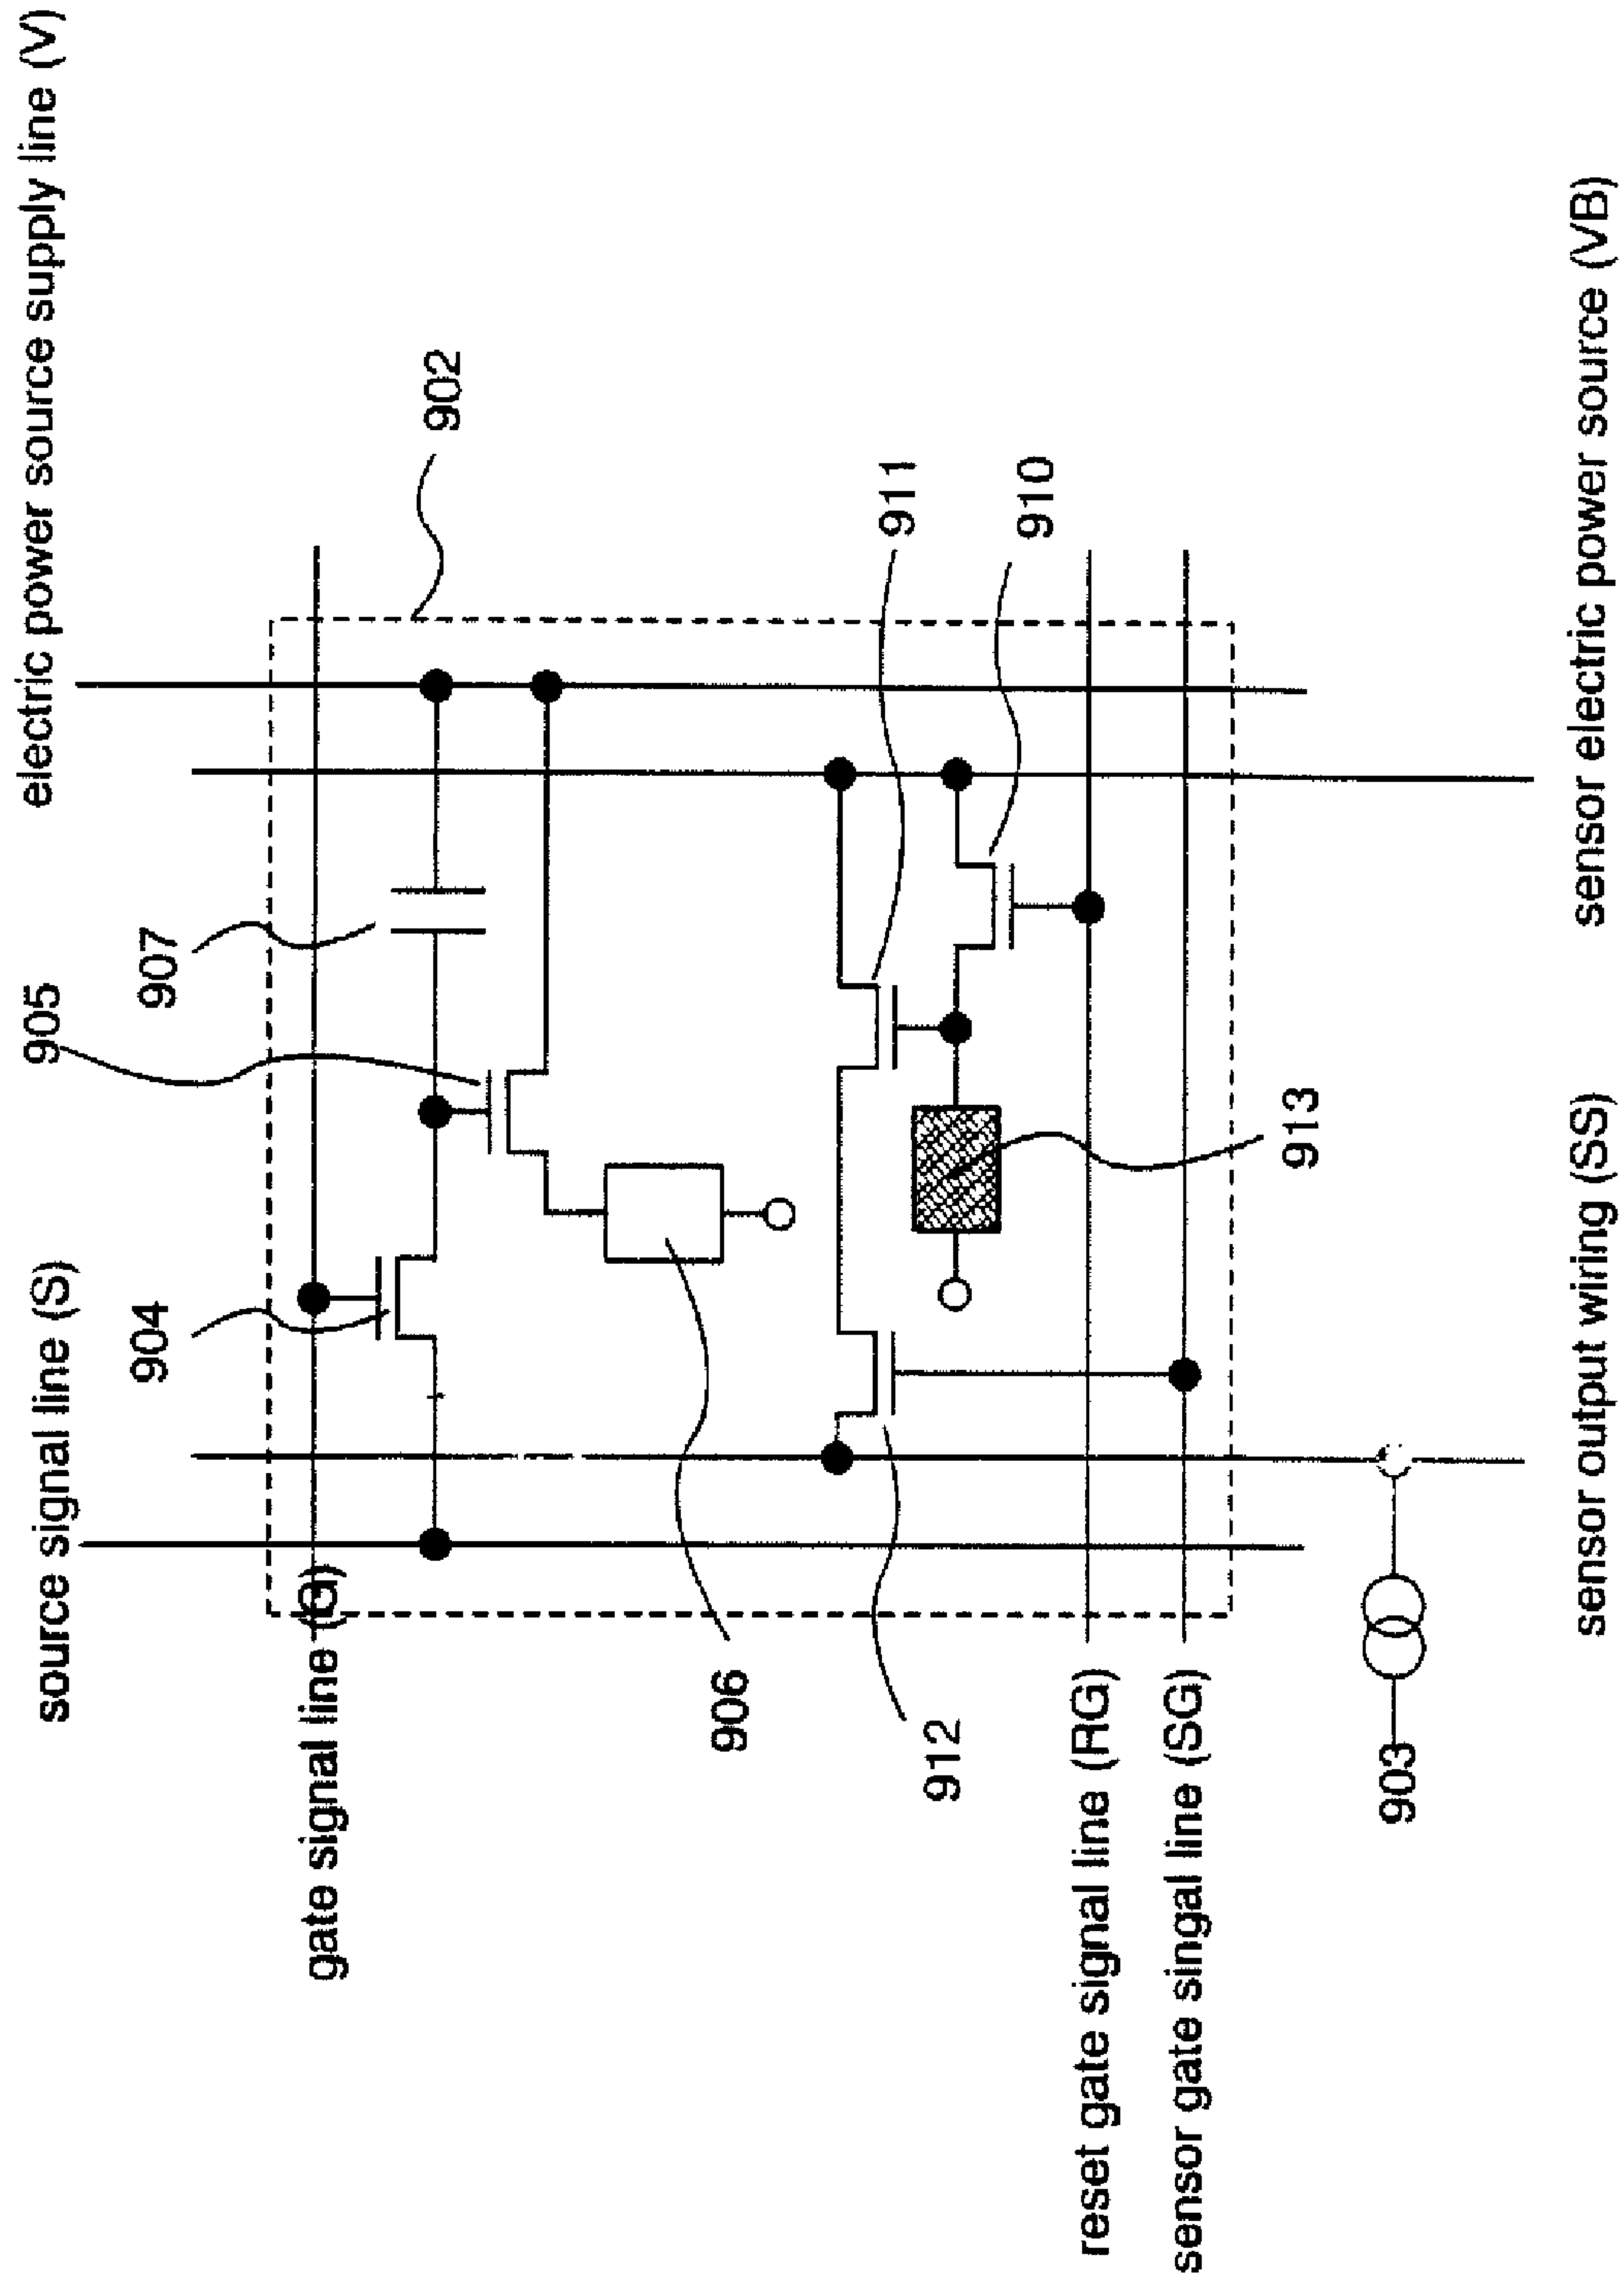 source signal line (S)
electric power source supply line (V)
905
904
907
902
gate signal line (G)
906
912
911
910
913
reset gate signal line (RG)
sensor gate singal line (SG)
903
sensor output wiring (SS)
sensor electric power source (VB)